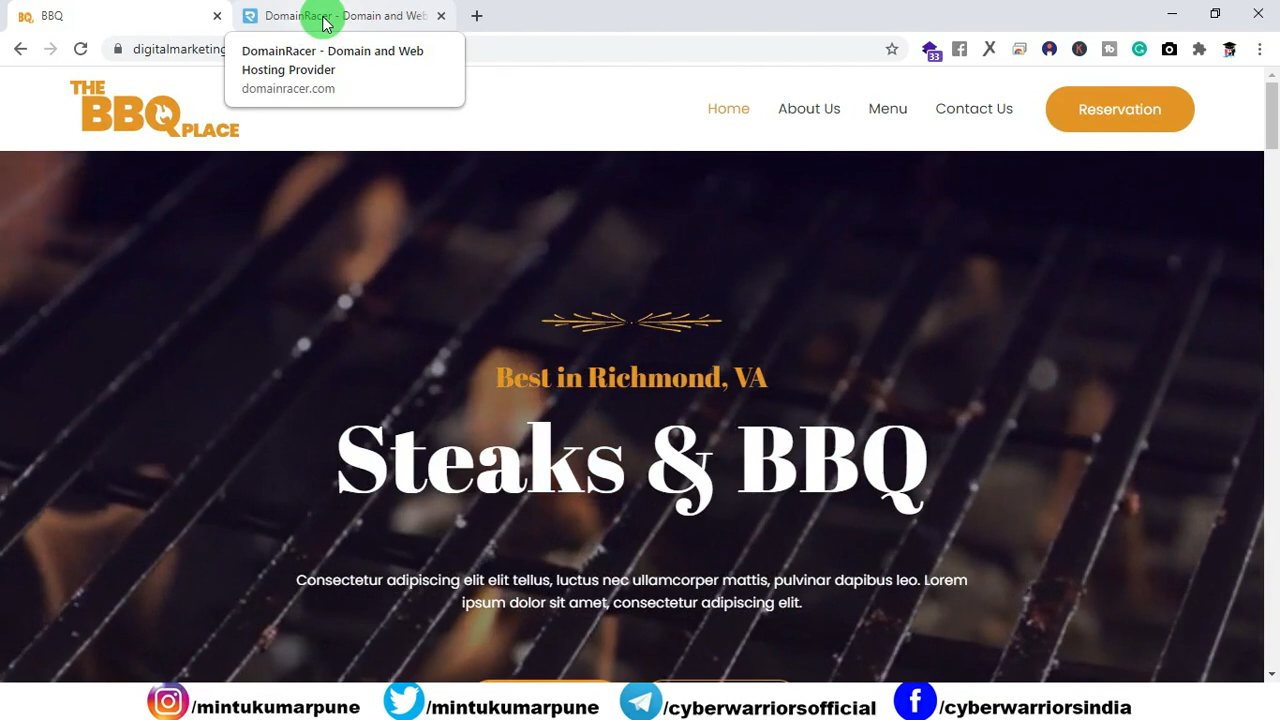 BQ. BBQ
DomainRacer - Domain and Web
digitalmarketing
DomainRacer - Domain and Web
Hosting Provider
domainracer.com
33
THE
BBQ
PLACE
Home
About Us
Menu
Contact Us
Reservation
Best in Richmond, VA
Steaks & BBQ
Consectetur adipiscing elit elit tellus, luctus nec ullamcorper mattis, pulvinar dapibus leo. Lorem
ipsum dolor sit amet, consectetur adipiscing elit.
/mintukumarpune
/mintukumarpune
/cyberwarriorsofficial
/cyberwarriorsindia